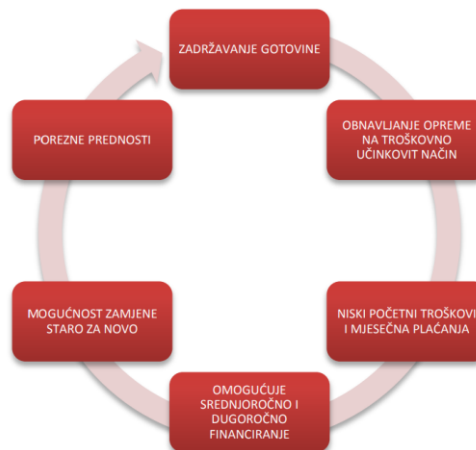 ZADRŽAVANJE GOTOVINE
OBNAVLJANJE OPREME
NA TROŠKOVNO
UČINKOVIT NAČIN
NISKI POČETNI TROŠKOVI
I MJESEČNA PLAĆANJA
OMOGUĆUJE
SREDNJOROČNO I
DUGOROČNO
FINANCIRANJE
MOGUĆNOST ZAMJENE
STARO ZA NOVO
POREZNE PREDNOSTI